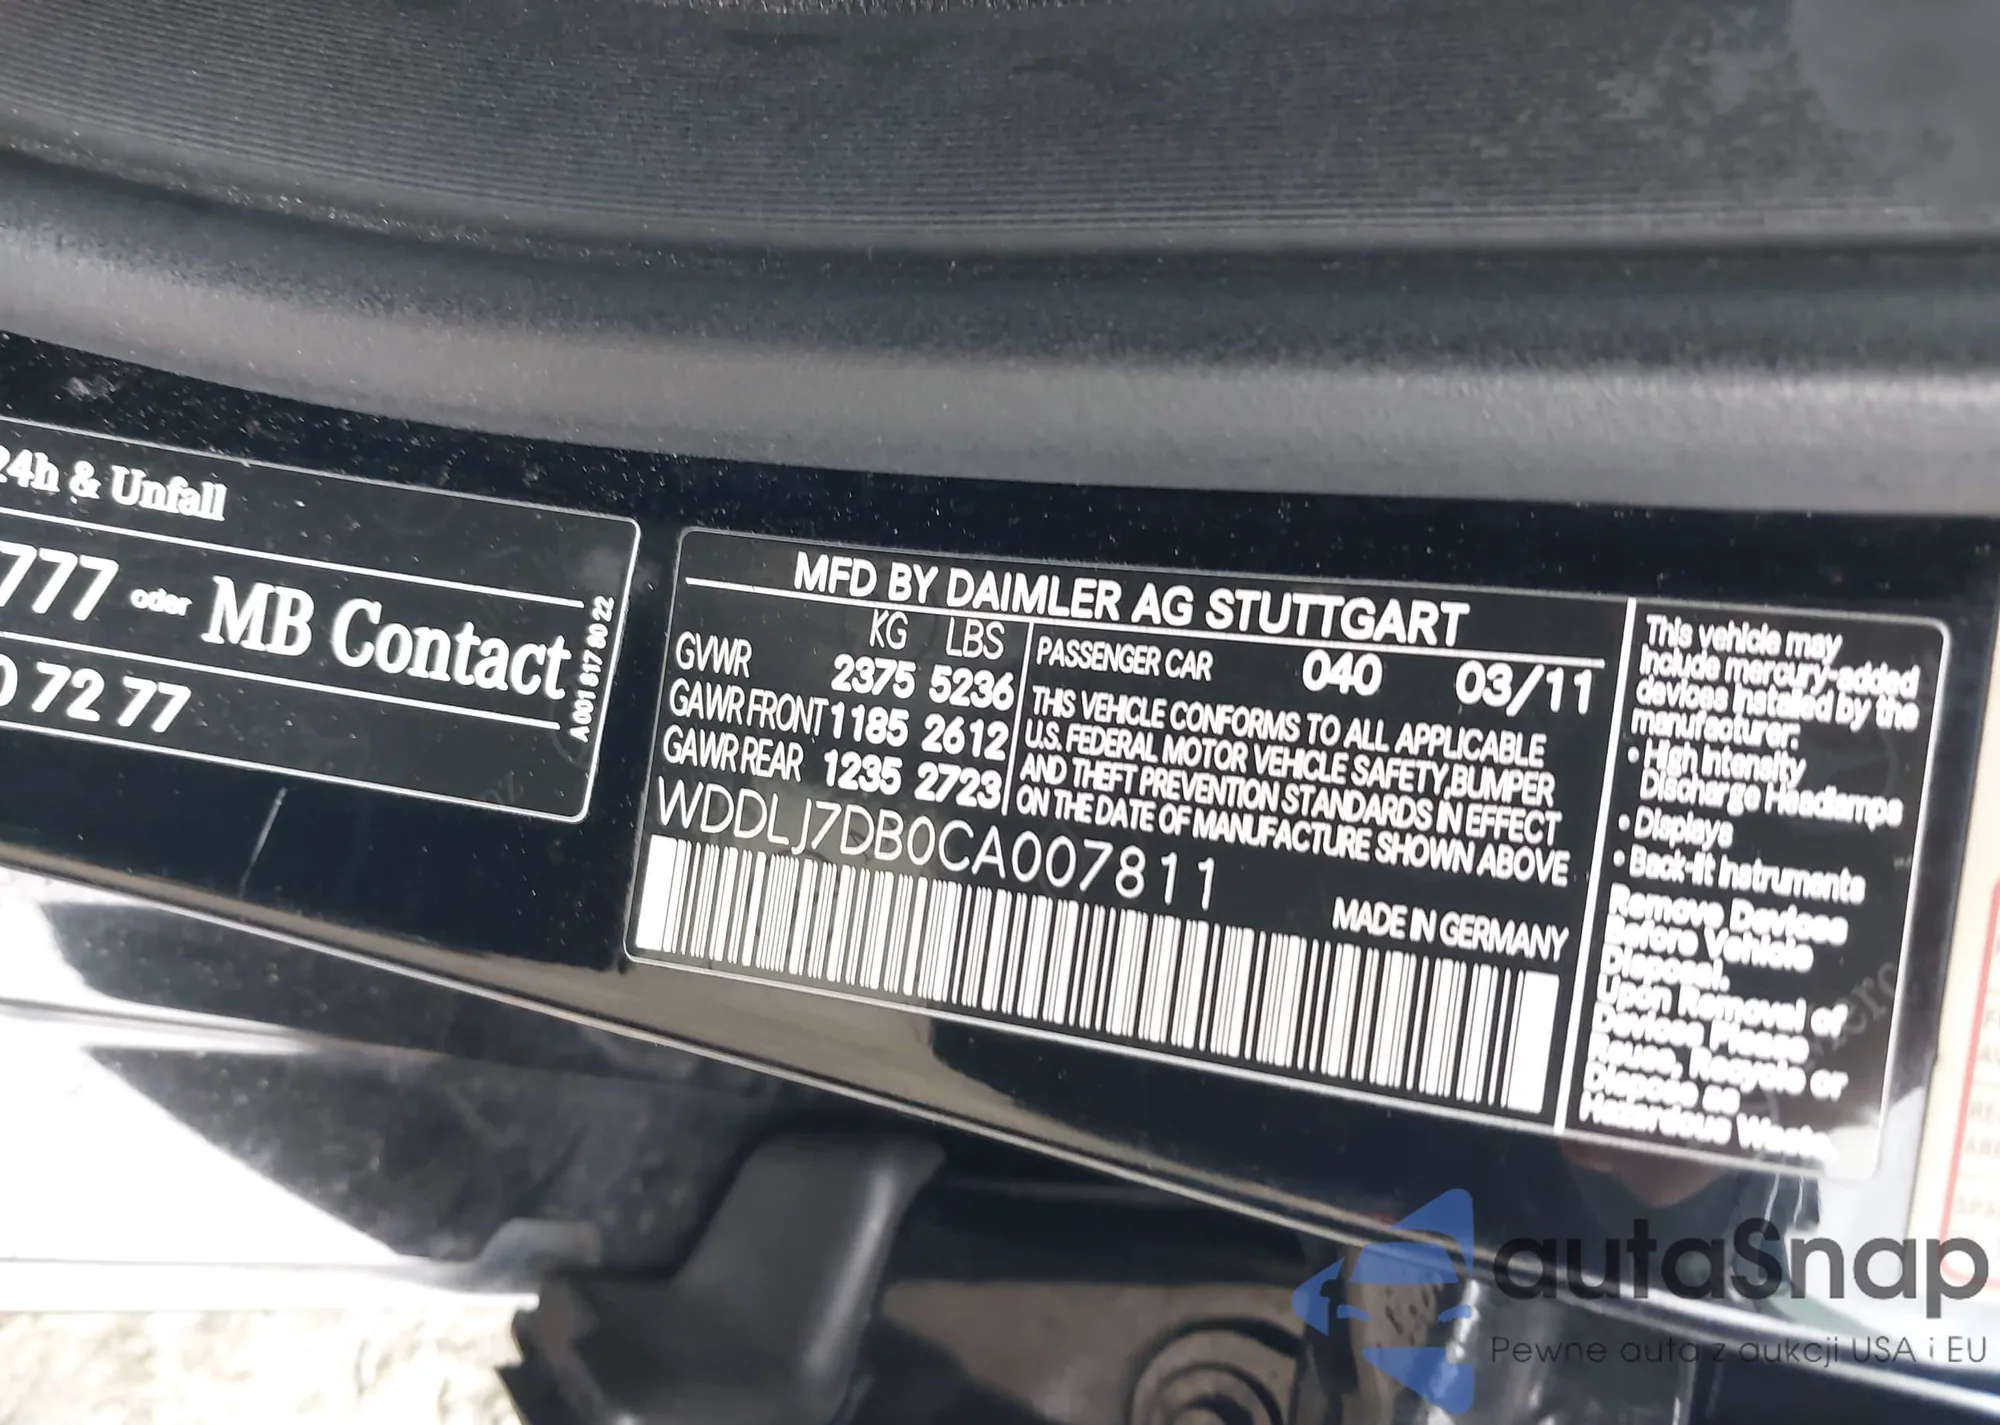 24h & Unfall
777 oder MB Contact
0 72 77
A 001 817 80 22
MFD BY DAIMLER AG STUTTGART
KG LBS
GVWR 2375 5236
GAWR FRONT 1185 2612
GAWR REAR 1235 2723
PASSENGER CAR 040 03/11
THIS VEHICLE CONFORMS TO ALL APPLICABLE
U.S. FEDERAL MOTOR VEHICLE SAFETY, BUMPER
AND THEFT PREVENTION STANDARDS IN EFFECT
ON THE DATE OF MANUFACTURE SHOWN ABOVE
WDDLJ7DB0CA007811
MADE IN GERMANY
This vehicle may
include mercury-added
devices installed by the
manufacturer:
• High Intensity
Discharge Headlamps
• Displays
• Back-lit Instruments
Remove Devices
Before Vehicle
Disposal.
Upon Removal of
Devices, Please
Reuse, Recycle or
Dispose as
Hazardous Waste.
autaSnap
Pewne auta z aukcji USA i EU